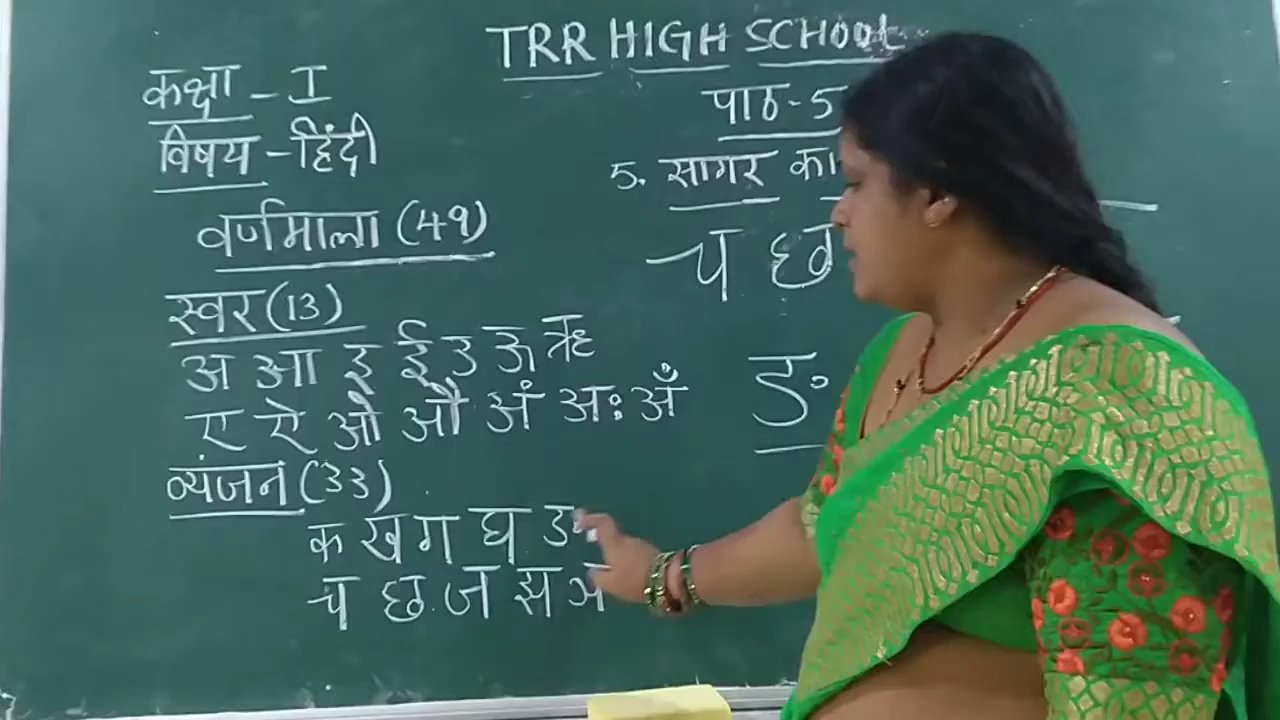 TRR HIGH SCHOOL
कक्षा - I
विषय - हिंदी
वर्णमाला (49)
स्वर (13)
अ आ इ ई उ ऊ ऋ
ए ऐ ओ औ अं अः अँ
व्यंजन (33)
क ख ग घ ङ
च छ ज झ ञ
पाठ - 5
5. सागर
च छ
ङ